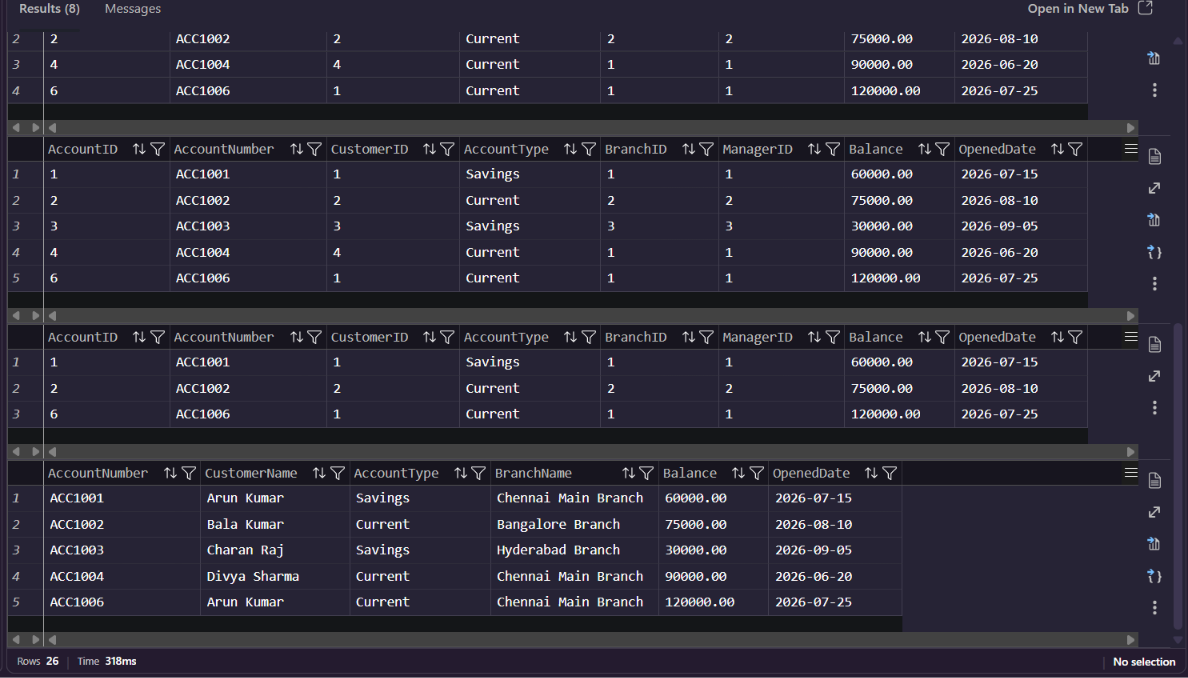 Results (8) Messages Open in New Tab
2 2 ACC1002 2 Current 2 2 75000.00 2026-08-10
3 4 ACC1004 4 Current 1 1 90000.00 2026-06-20
4 6 ACC1006 1 Current 1 1 120000.00 2026-07-25
AccountID AccountNumber CustomerID AccountType BranchID ManagerID Balance OpenedDate
1 1 ACC1001 1 Savings 1 1 60000.00 2026-07-15
2 2 ACC1002 2 Current 2 2 75000.00 2026-08-10
3 3 ACC1003 3 Savings 3 3 30000.00 2026-09-05
4 4 ACC1004 4 Current 1 1 90000.00 2026-06-20
5 6 ACC1006 1 Current 1 1 120000.00 2026-07-25
AccountID AccountNumber CustomerID AccountType BranchID ManagerID Balance OpenedDate
1 1 ACC1001 1 Savings 1 1 60000.00 2026-07-15
2 2 ACC1002 2 Current 2 2 75000.00 2026-08-10
3 6 ACC1006 1 Current 1 1 120000.00 2026-07-25
AccountNumber CustomerName AccountType BranchName Balance OpenedDate
1 ACC1001 Arun Kumar Savings Chennai Main Branch 60000.00 2026-07-15
2 ACC1002 Bala Kumar Current Bangalore Branch 75000.00 2026-08-10
3 ACC1003 Charan Raj Savings Hyderabad Branch 30000.00 2026-09-05
4 ACC1004 Divya Sharma Current Chennai Main Branch 90000.00 2026-06-20
5 ACC1006 Arun Kumar Current Chennai Main Branch 120000.00 2026-07-25
Rows 26 | Time 318ms No selection